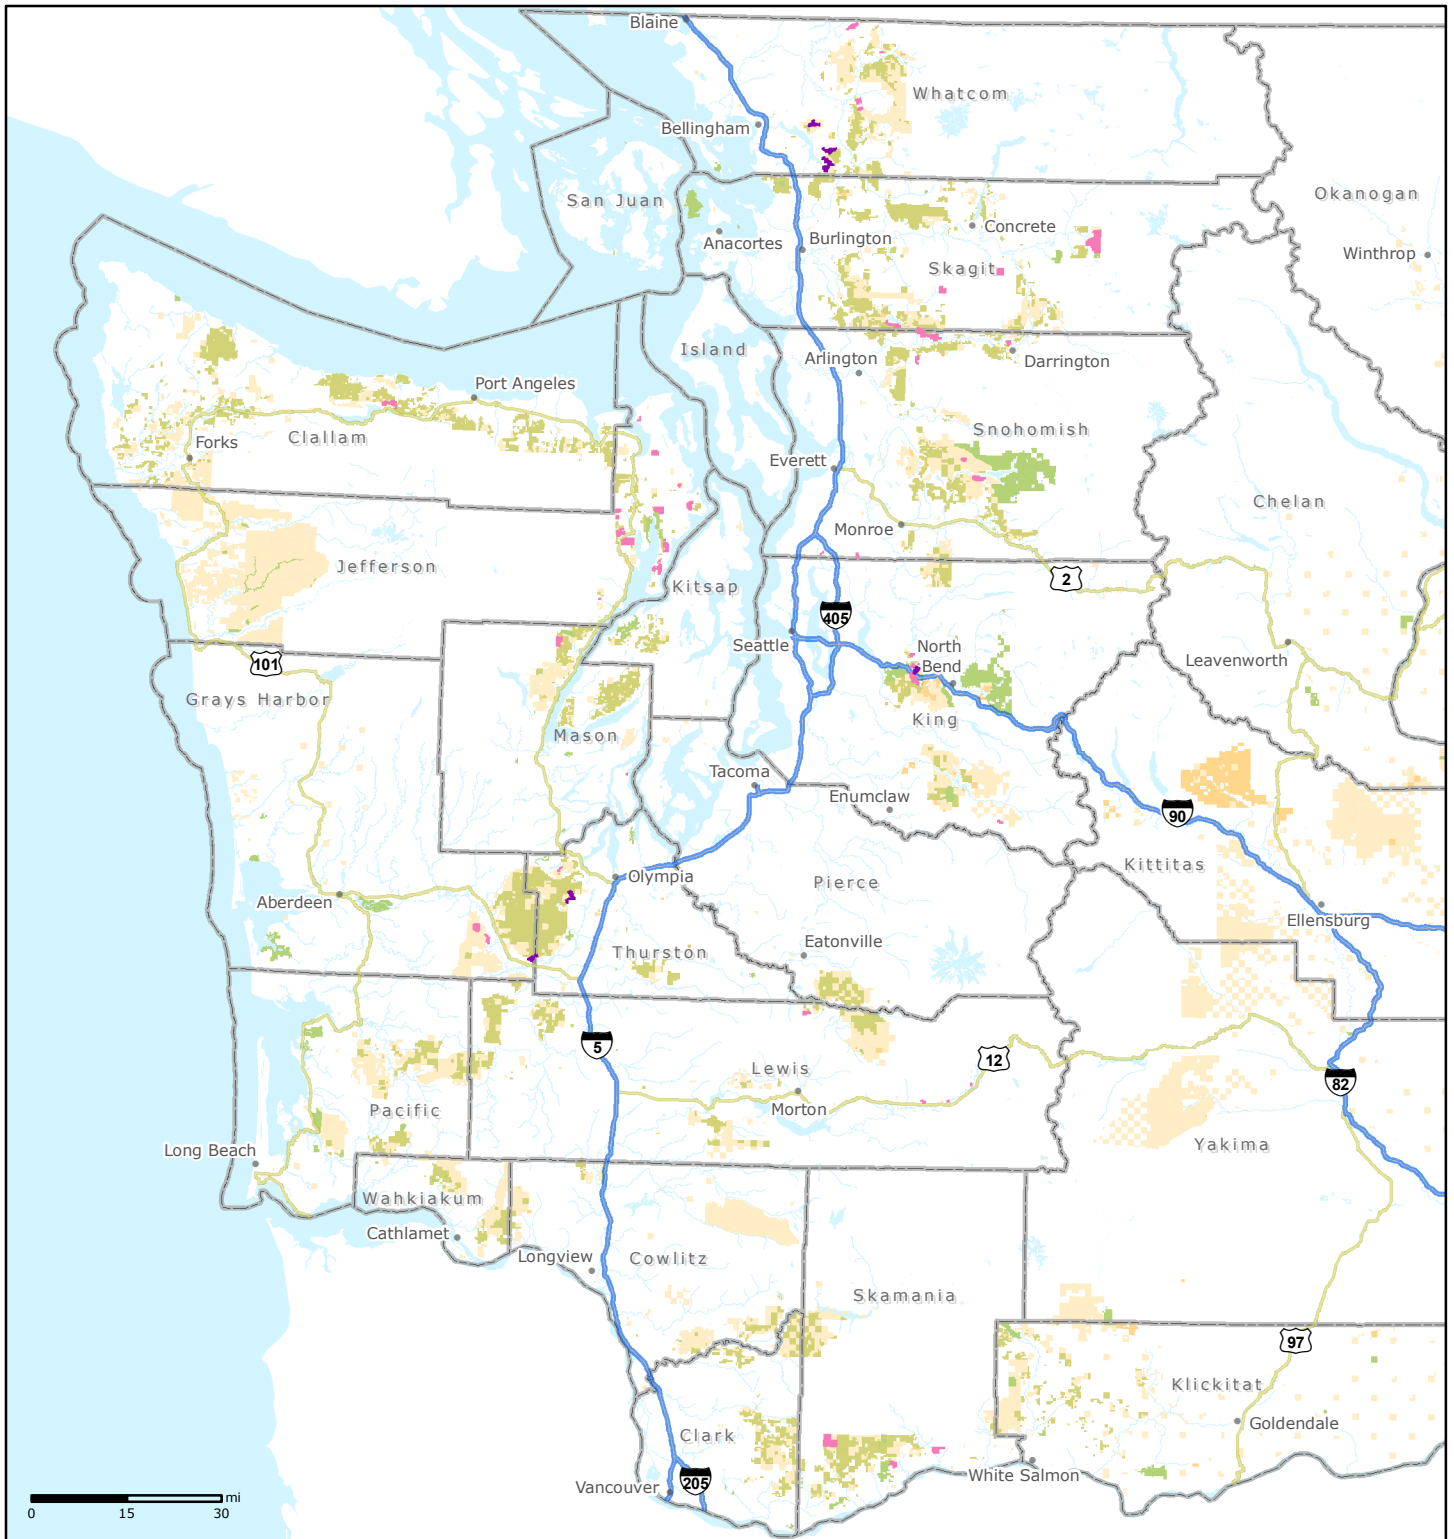 Blaine
Whatcom
Bellingham
San Juan
Okanogan
Anacortes
Burlington
Concrete
Winthrop
Skagit
Island
Arlington
Darrington
Port Angeles
Clallam
Forks
Snohomish
Everett
Chelan
Monroe
Jefferson
2
Kitsap
405
Seattle
North
Bend
Leavenworth
101
Grays Harbor
King
Mason
Tacoma
Enumclaw
90
Kittitas
Olympia
Pierce
Aberdeen
Ellensburg
Eatonville
Thurston
5
12
Lewis
82
Morton
Pacific
Yakima
Long Beach
Wahkiakum
Cathlamet
Longview
Cowlitz
Skamania
97
Klickitat
Goldendale
Clark
White Salmon
205
Vancouver
mi
0 15 30